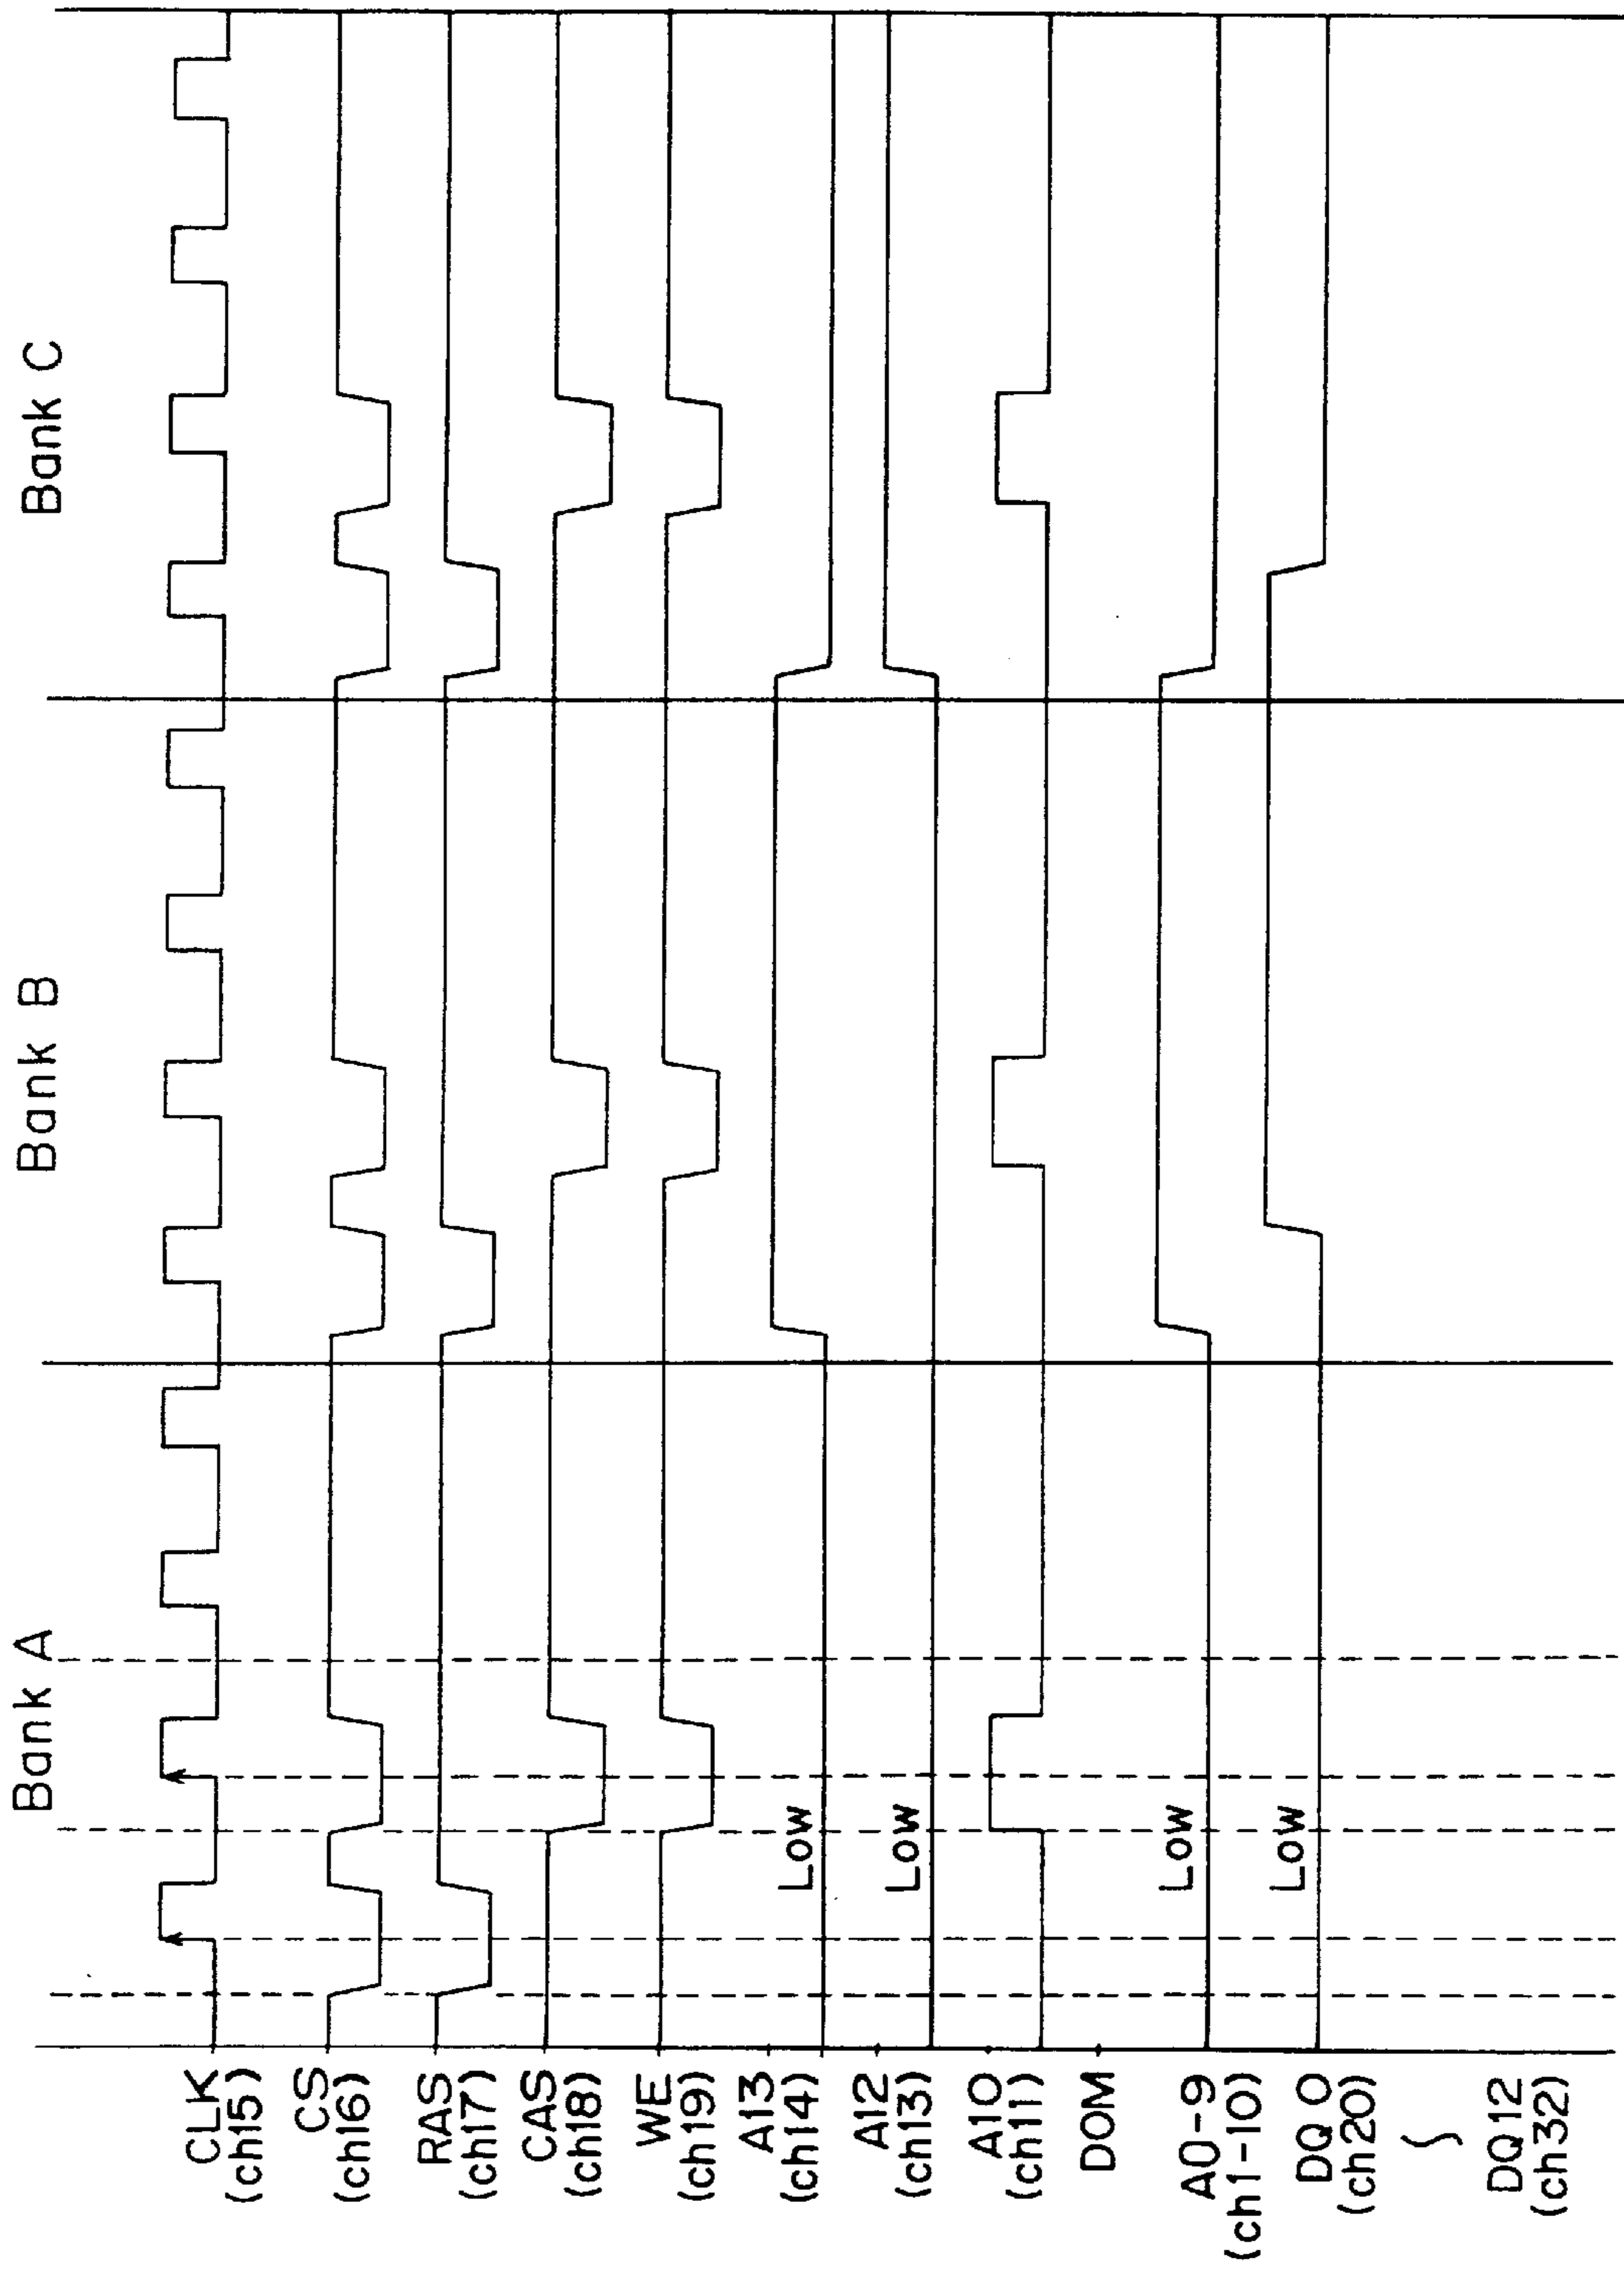 Bank A
Bank B
Bank C
CLK
(ch15)
CS
(ch16)
RAS
(ch17)
CAS
(ch18)
WE
(ch19)
A13
(ch14)
Low
A12
(ch13)
Low
A10
(ch11)
DOM
A0-9
(ch1-10)
Low
DQ 0
(ch20)
Low
DQ12
(ch32)